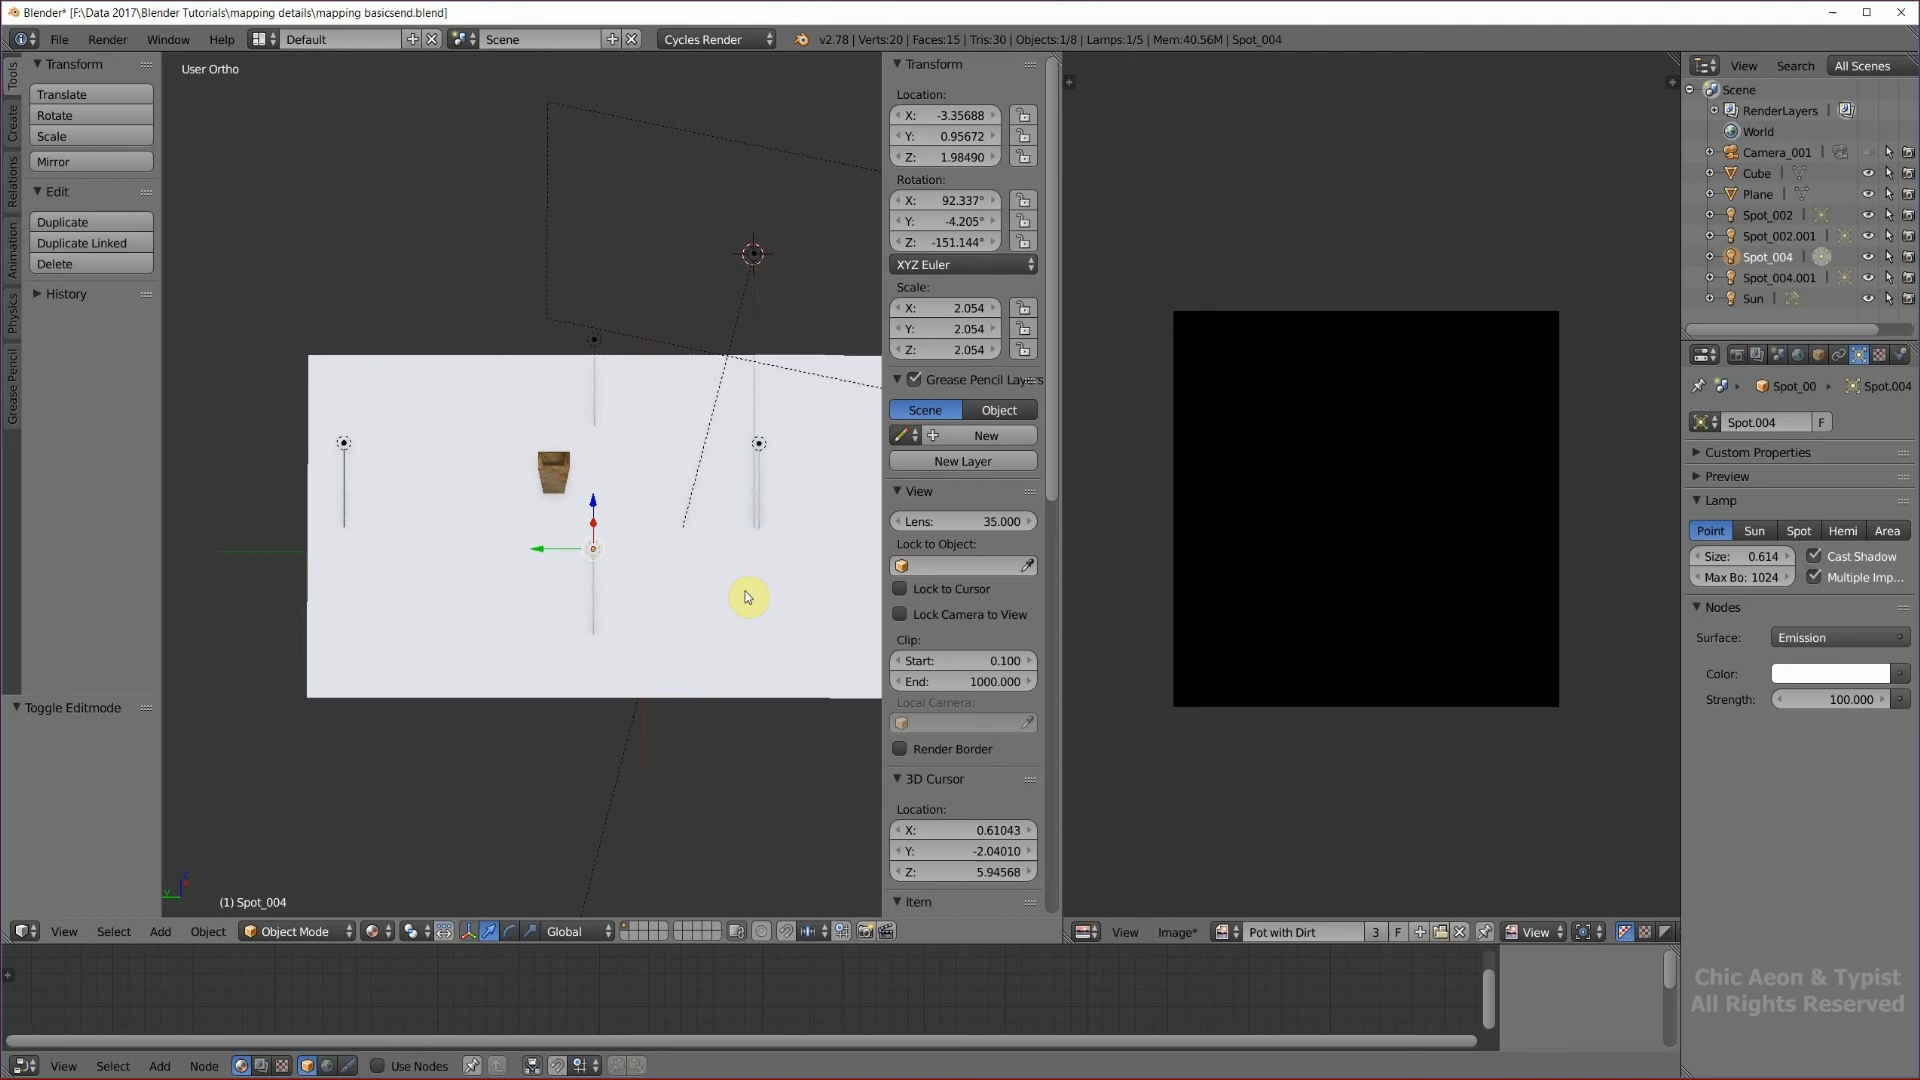 Blender* [F:\Data 2017\Blender Tutorials\mapping details\mapping basicsend.blend]
File Render Window Help Default Scene Cycles Render v2.78 | Verts:20 | Faces:15 | Tris:30 | Objects:1/8 | Lamps:1/5 | Mem:40.56M | Spot_004
Tools
Create
Relations
Animation
Physics
Grease Pencil
Transform
Translate
Rotate
Scale
Mirror
Edit
Duplicate
Duplicate Linked
Delete
History
Toggle Editmode
User Ortho
(1) Spot_004
Transform
Location:
X: -3.35688
Y: 0.95672
Z: 1.98490
Rotation:
X: 92.337°
Y: -4.205°
Z: -151.144°
XYZ Euler
Scale:
X: 2.054
Y: 2.054
Z: 2.054
Grease Pencil Layers
Scene Object
New
New Layer
View
Lens: 35.000
Lock to Object:
Lock to Cursor
Lock Camera to View
Clip:
Start: 0.100
End: 1000.000
Local Camera:
Render Border
3D Cursor
Location:
X: 0.61043
Y: -2.04010
Z: 5.94568
Item
View Search All Scenes
Scene
RenderLayers
World
Camera_001
Cube
Plane
Spot_002
Spot_002.001
Spot_004
Spot_004.001
Sun
Spot_00 Spot.004
Spot.004 F
Custom Properties
Preview
Lamp
Point Sun Spot Hemi Area
Size: 0.614 Cast Shadow
Max Bo: 1024 Multiple Imp...
Nodes
Surface: Emission
Color:
Strength: 100.000
View Select Add Object Object Mode Global
View Image* Pot with Dirt 3 F View
Chic Aeon & Typist
All Rights Reserved
View Select Add Node Use Nodes